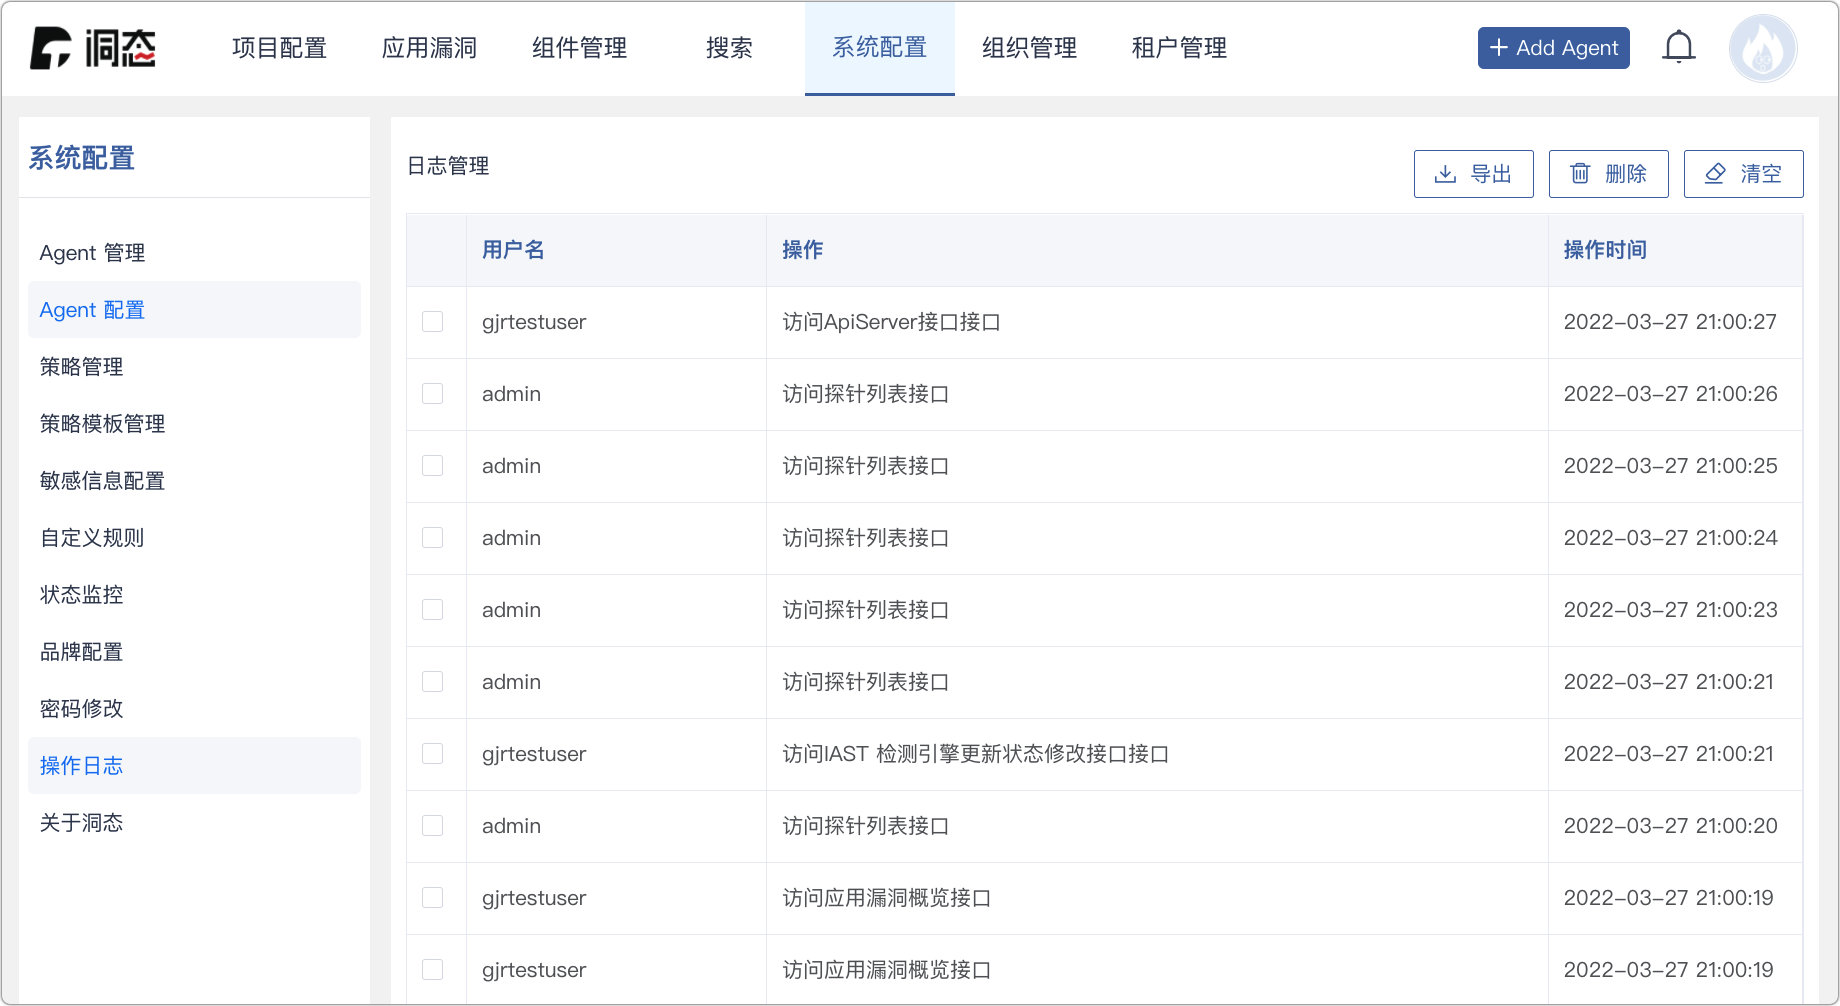 洞态
项目配置 应用漏洞 组件管理 搜索 系统配置 组织管理 租户管理 Add Agent
系统配置
Agent 管理
Agent 配置
策略管理
策略模板管理
敏感信息配置
自定义规则
状态监控
品牌配置
密码修改
操作日志
关于洞态
日志管理
导出 删除 清空
用户名 操作 操作时间
gjrtestuser 访问ApiServer接口接口 2022-03-27 21:00:27
admin 访问探针列表接口 2022-03-27 21:00:26
admin 访问探针列表接口 2022-03-27 21:00:25
admin 访问探针列表接口 2022-03-27 21:00:24
admin 访问探针列表接口 2022-03-27 21:00:23
admin 访问探针列表接口 2022-03-27 21:00:21
gjrtestuser 访问IAST 检测引擎更新状态修改接口接口 2022-03-27 21:00:21
admin 访问探针列表接口 2022-03-27 21:00:20
gjrtestuser 访问应用漏洞概览接口 2022-03-27 21:00:19
gjrtestuser 访问应用漏洞概览接口 2022-03-27 21:00:19